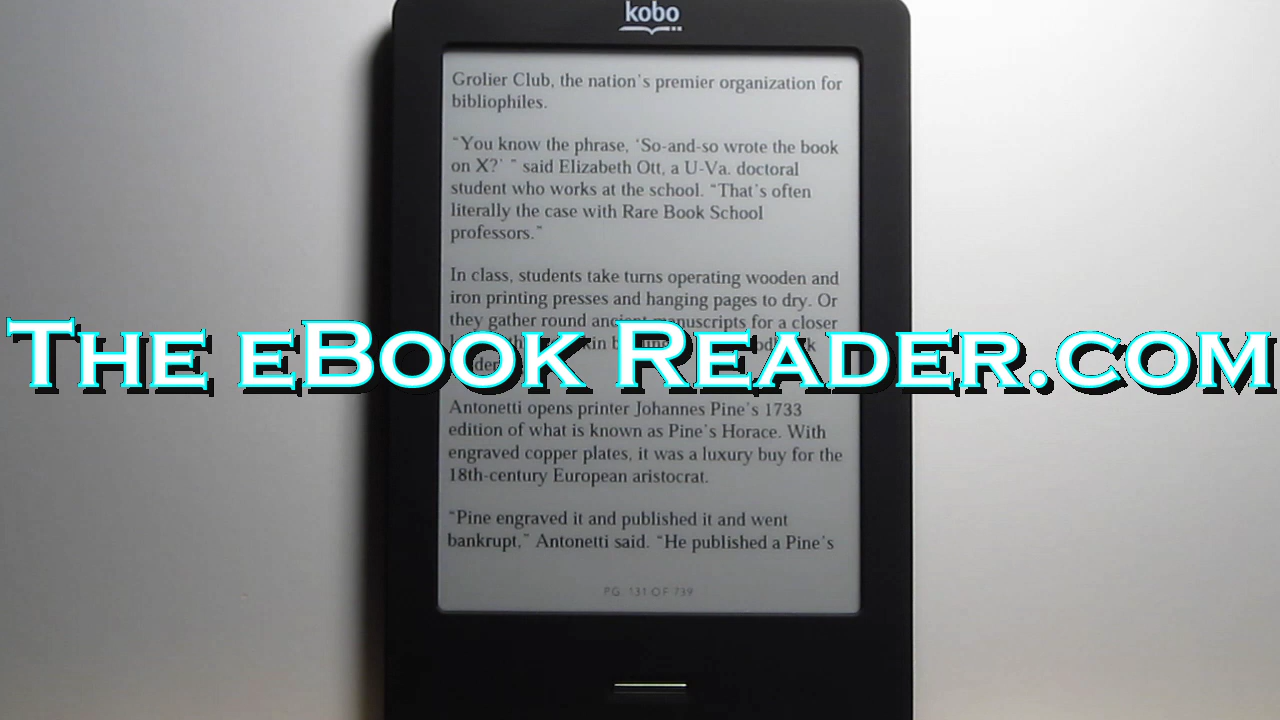 kobo
Grolier Club, the nation's premier organization for
bibliophiles.
"You know the phrase, 'So-and-so wrote the book
on X?' " said Elizabeth Ott, a U-Va. doctoral
student who works at the school. "That's often
literally the case with Rare Book School
professors."
In class, students take turns operating wooden and
iron printing presses and hanging pages to dry. Or
they gather round ancient manuscripts for a closer
The eBook Reader.com
Antonetti opens printer Johannes Pine's 1733
edition of what is known as Pine's Horace. With
engraved copper plates, it was a luxury buy for the
18th-century European aristocrat.
"Pine engraved it and published it and went
bankrupt," Antonetti said. "He published a Pine's
PG. 131 OF 739